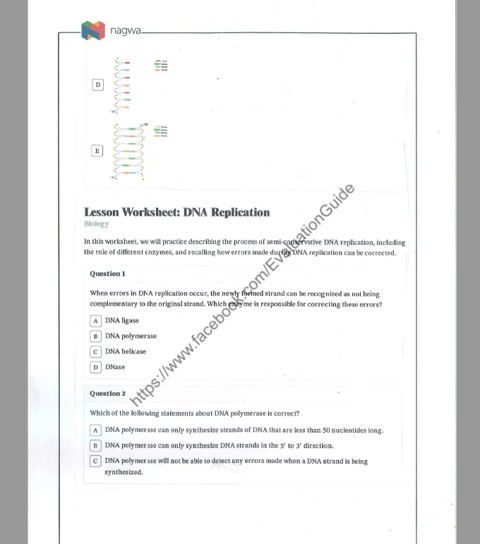 nagwa
D
E
Lesson Worksheet: DNA Replication
Biology
In this worksheet, we will practice describing the process of semi-conservative DNA replication, including
the role of different enzymes, and recalling how errors made during DNA replication can be corrected.
Question 1
When errors in DNA replication occur, the newly formed strand can be recognized as not being
complementary to the original strand. Which enzyme is responsible for correcting these errors?
A DNA ligase
B DNA polymerase
C DNA helicase
D DNase
Question 2
Which of the following statements about DNA polymerase is correct?
A DNA polymerase can only synthesize strands of DNA that are less than 50 nucleotides long.
B DNA polymerase can only synthesize DNA strands in the 5' to 3' direction.
C DNA polymerase will not be able to detect any errors made when a DNA strand is being
synthesized.
https://www.facebook.com/EvaluationGuide